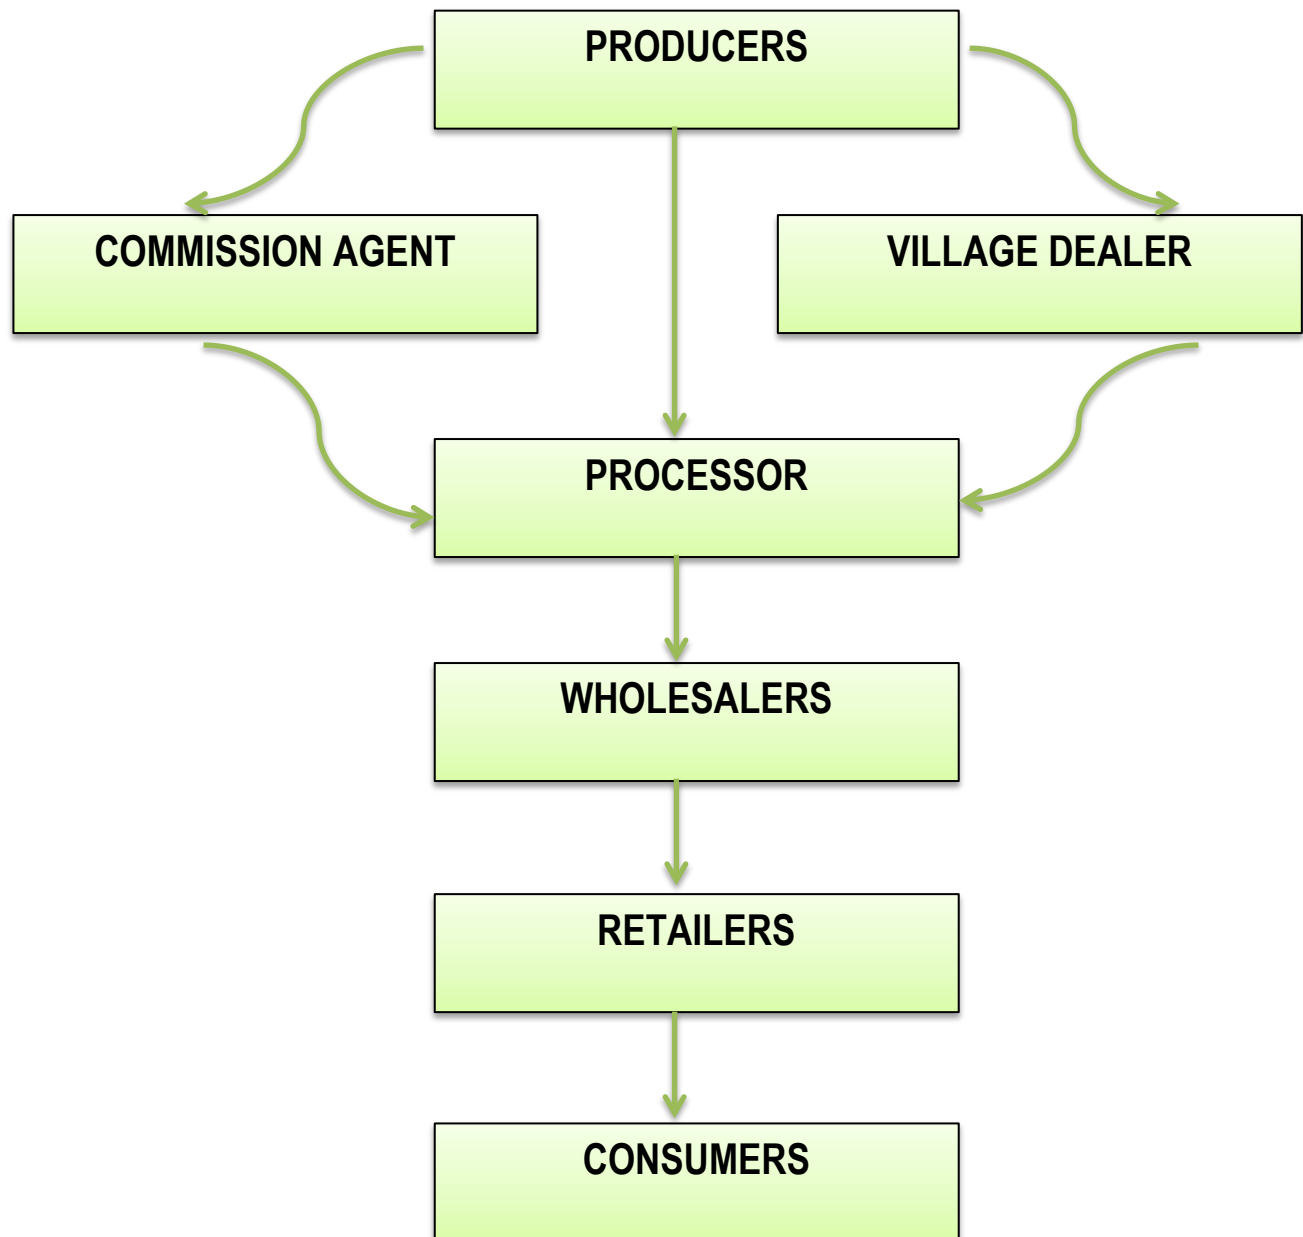 PRODUCERS
COMMISSION AGENT
VILLAGE DEALER
PROCESSOR
WHOLESALERS
RETAILERS
CONSUMERS